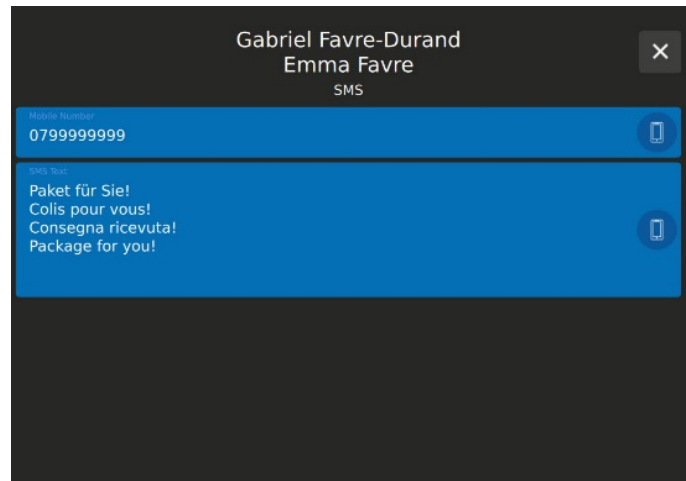 Gabriel Favre-Durand
Emma Favre
SMS
Mobile Number
0799999999
SMS Text
Paket für Sie!
Colis pour vous!
Consegna ricevuta!
Package for you!